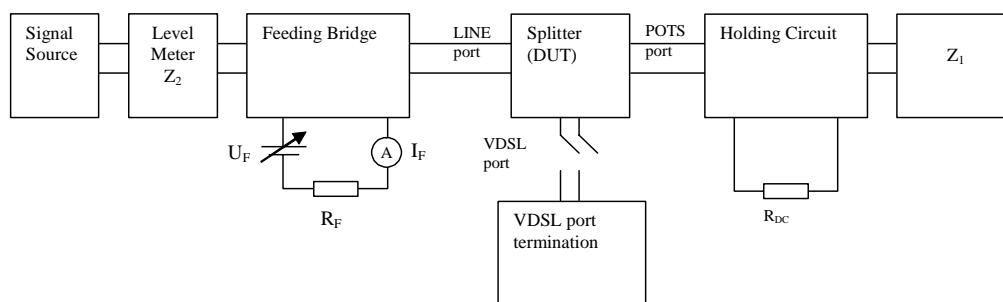 Signal
Source
Level
Meter
Z2
Feeding Bridge
LINE
port
Splitter
(DUT)
POTS
port
Holding Circuit
Z1
UF
A
IF
RF
VDSL
port
RDC
VDSL port
termination